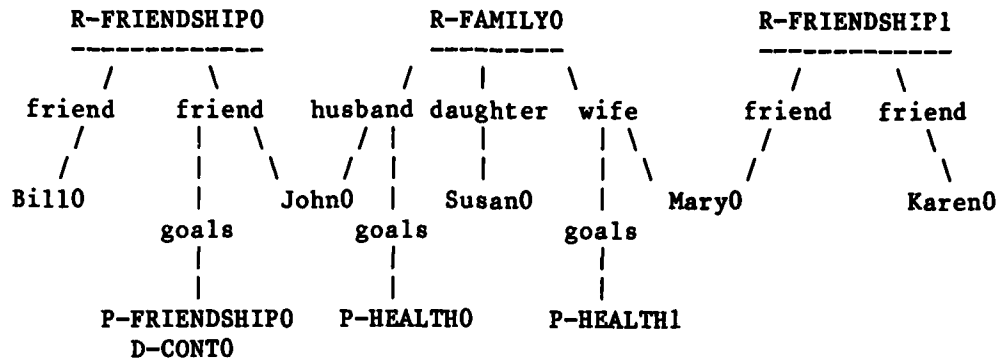 R-FRIENDSHIP0 R-FAMILY0 R-FRIENDSHIP1
friend friend husband daughter wife friend friend
Bill0 John0 Susan0 Mary0 Karen0
goals goals goals
P-FRIENDSHIP0 P-HEALTH0 P-HEALTH1
D-CONT0